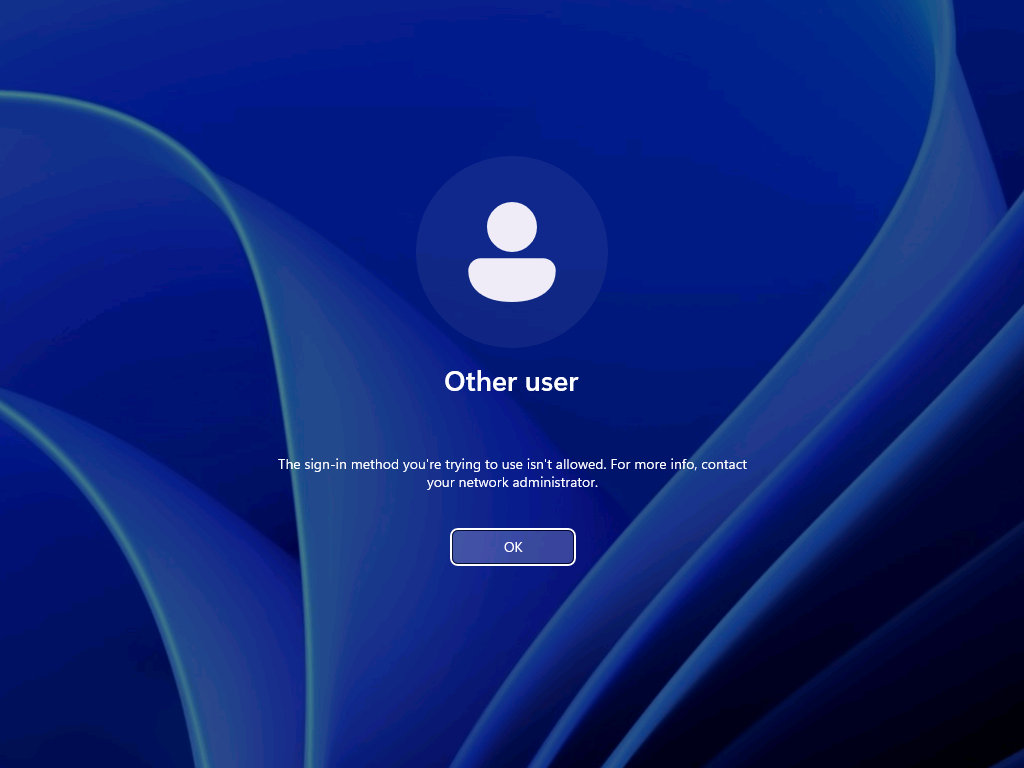 Other user
The sign-in method you're trying to use isn't allowed. For more info, contact
your network administrator.
OK